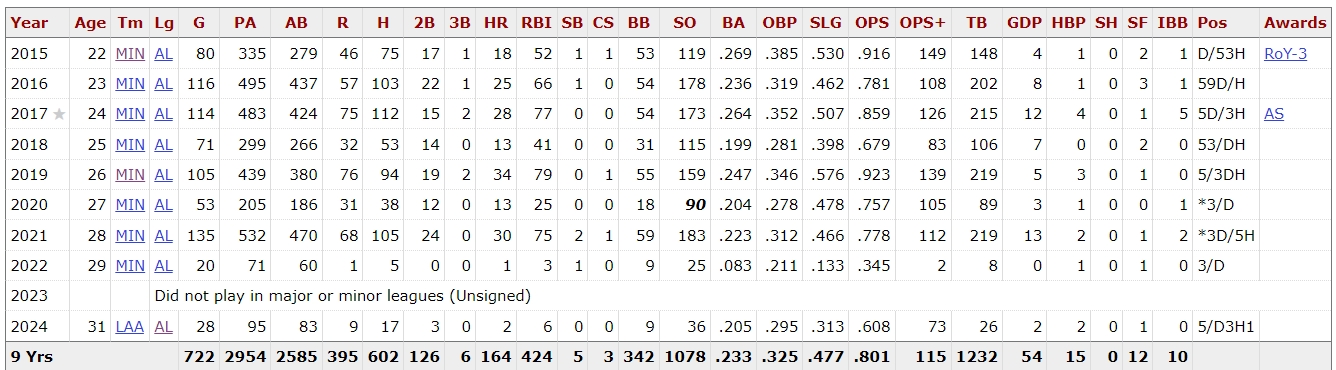 Year Age Tm Lg G PA AB R H 2B 3B HR RBI SB CS BB SO BA OBP SLG OPS OPS+ TB GDP HBP SH SF IBB Pos Awards
2015 22 MIN AL 80 335 279 46 75 17 1 18 52 1 1 53 119 .269 .385 .530 .916 149 148 4 1 0 2 1 D/53H RoY-3
2016 23 MIN AL 116 495 437 57 103 22 1 25 66 1 0 54 178 .236 .319 .462 .781 108 202 8 1 0 3 1 59D/H
2017 ★ 24 MIN AL 114 483 424 75 112 15 2 28 77 0 0 54 173 .264 .352 .507 .859 126 215 12 4 0 1 5 5D/3H AS
2018 25 MIN AL 71 299 266 32 53 14 0 13 41 0 0 31 115 .199 .281 .398 .679 83 106 7 0 0 2 0 53/DH
2019 26 MIN AL 105 439 380 76 94 19 2 34 79 0 1 55 159 .247 .346 .576 .923 139 219 5 3 0 1 0 5/3DH
2020 27 MIN AL 53 205 186 31 38 12 0 13 25 0 0 18 90 .204 .278 .478 .757 105 89 3 1 0 0 1 *3/D
2021 28 MIN AL 135 532 470 68 105 24 0 30 75 2 1 59 183 .223 .312 .466 .778 112 219 13 2 0 1 2 *3D/5H
2022 29 MIN AL 20 71 60 1 5 0 0 1 3 1 0 9 25 .083 .211 .133 .345 2 8 0 1 0 1 0 3/D
2023 Did not play in major or minor leagues (Unsigned)
2024 31 LAA AL 28 95 83 9 17 3 0 2 6 0 0 9 36 .205 .295 .313 .608 73 26 2 2 0 1 0 5/D3H1
9 Yrs 722 2954 2585 395 602 126 6 164 424 5 3 342 1078 .233 .325 .477 .801 115 1232 54 15 0 12 10